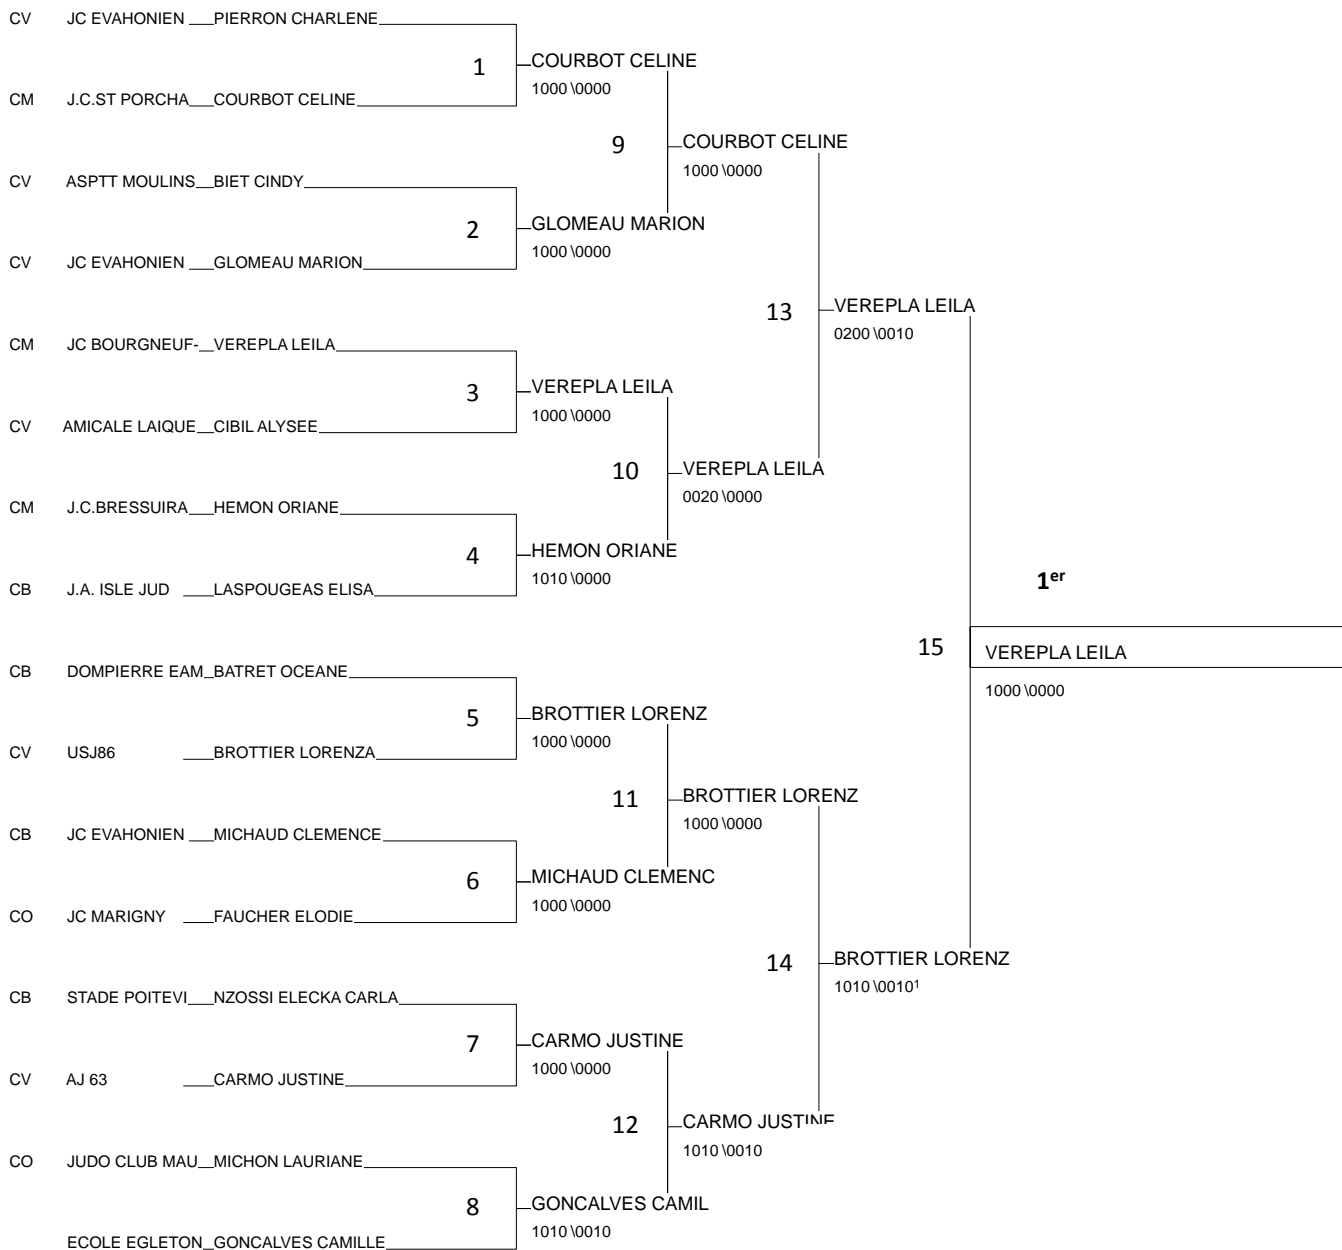 CV JC EVAHONIEN PIERRON CHARLENE
1 COURBOT CELINE
1000 \0000
CM J.C.ST PORCHA COURBOT CELINE
9 COURBOT CELINE
1000 \0000
CV ASPTT MOULINS BIET CINDY
2 GLOMEAU MARION
1000 \0000
CV JC EVAHONIEN GLOMEAU MARION
13 VEREPLA LEILA
0200 \0010
CM JC BOURGNEUF- VEREPLA LEILA
3 VEREPLA LEILA
1000 \0000
CV AMICALE LAIQUE CIBIL ALYSEE
10 VEREPLA LEILA
0020 \0000
CM J.C.BRESSUIRA HEMON ORIANE
4 HEMON ORIANE
1010 \0000
CB J.A. ISLE JUD LASPOUGEAS ELISA
1er
15 VEREPLA LEILA
1000 \0000
CB DOMPIERRE EAM BATRET OCEANE
5 BROTTIER LORENZ
1000 \0000
CV USJ86 BROTTIER LORENZA
11 BROTTIER LORENZ
1000 \0000
CB JC EVAHONIEN MICHAUD CLEMENCE
6 MICHAUD CLEMENC
1000 \0000
CO JC MARIGNY FAUCHER ELODIE
14 BROTTIER LORENZ
1010 \0010¹
CB STADE POITEVI NZOSSI ELECKA CARLA
7 CARMO JUSTINE
1000 \0000
CV AJ 63 CARMO JUSTINE
12 CARMO JUSTINE
1010 \0010
CO JUDO CLUB MAU MICHON LAURIANE
8 GONCALVES CAMIL
1010 \0010
ECOLE EGLETON GONCALVES CAMILLE